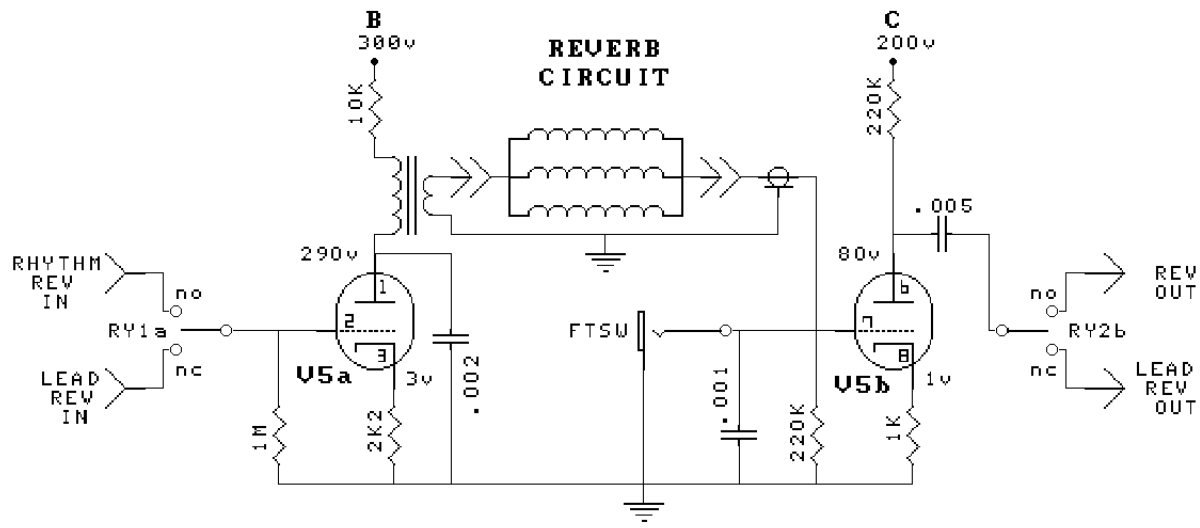 B
300v
C
200v
REVERB
CIRCUIT
10K
220K
.005
290v
80v
RHYTHM
REV
IN
no
RY1a
nc
LEAD
REV
IN
1
2
3
V5a
3v
.002
1M
2K2
FTSW
.001
220K
6
7
8
V5b
1v
1K
no
RY2b
nc
REV
OUT
LEAD
REV
OUT